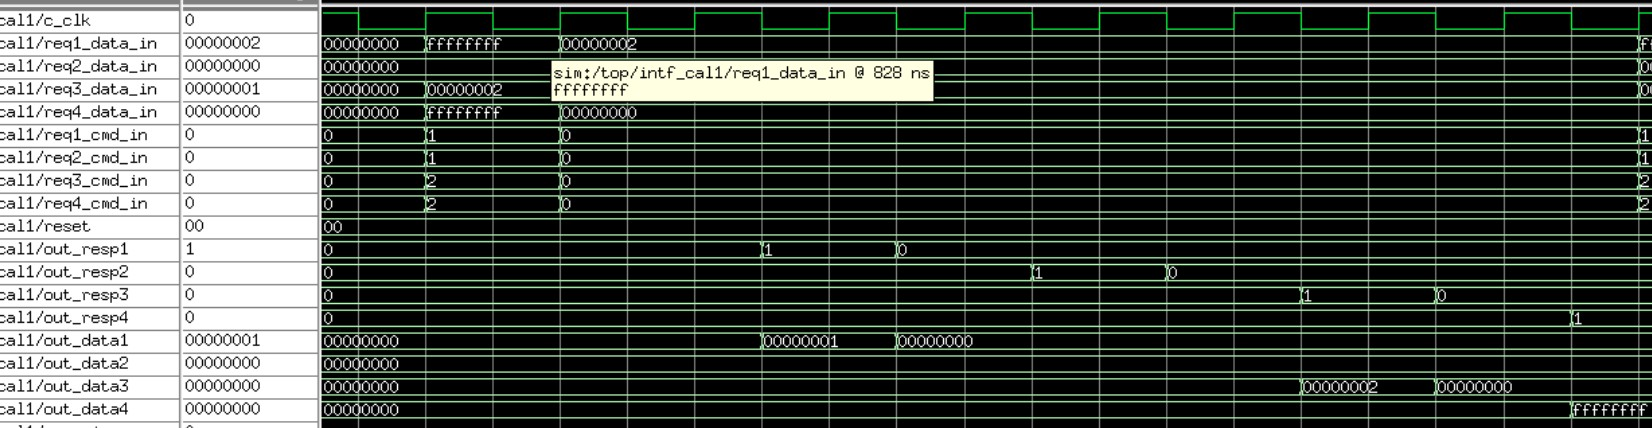 cal1/c_clk 0
cal1/req1_data_in 00000002 00000000 ffffffff 00000002
cal1/req2_data_in 00000000 00000000
sim:/top/intf_cal1/req1_data_in @ 828 ns
ffffffff
cal1/req3_data_in 00000001 00000000 00000002
cal1/req4_data_in 00000000 00000000 ffffffff 00000000
cal1/req1_cmd_in 0 0 1 0 1
cal1/req2_cmd_in 0 0 1 0 1
cal1/req3_cmd_in 0 0 2 0 2
cal1/req4_cmd_in 0 0 2 0 2
cal1/reset 00 00
cal1/out_resp1 1 0 1 0
cal1/out_resp2 0 0 1 0
cal1/out_resp3 0 0 1 0
cal1/out_resp4 0 0 1
cal1/out_data1 00000001 00000000 00000001 00000000
cal1/out_data2 00000000 00000000
cal1/out_data3 00000000 00000000 00000002 00000000
cal1/out_data4 00000000 00000000 ffffffff